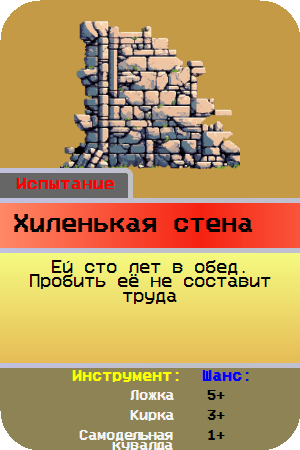 Испытание
Хиленькая стена
Ей сто лет в обед.
Пробить её не составит
труда
Инструмент: Шанс:
Ложка 5+
Кирка 3+
Самодельная 1+
кувалда